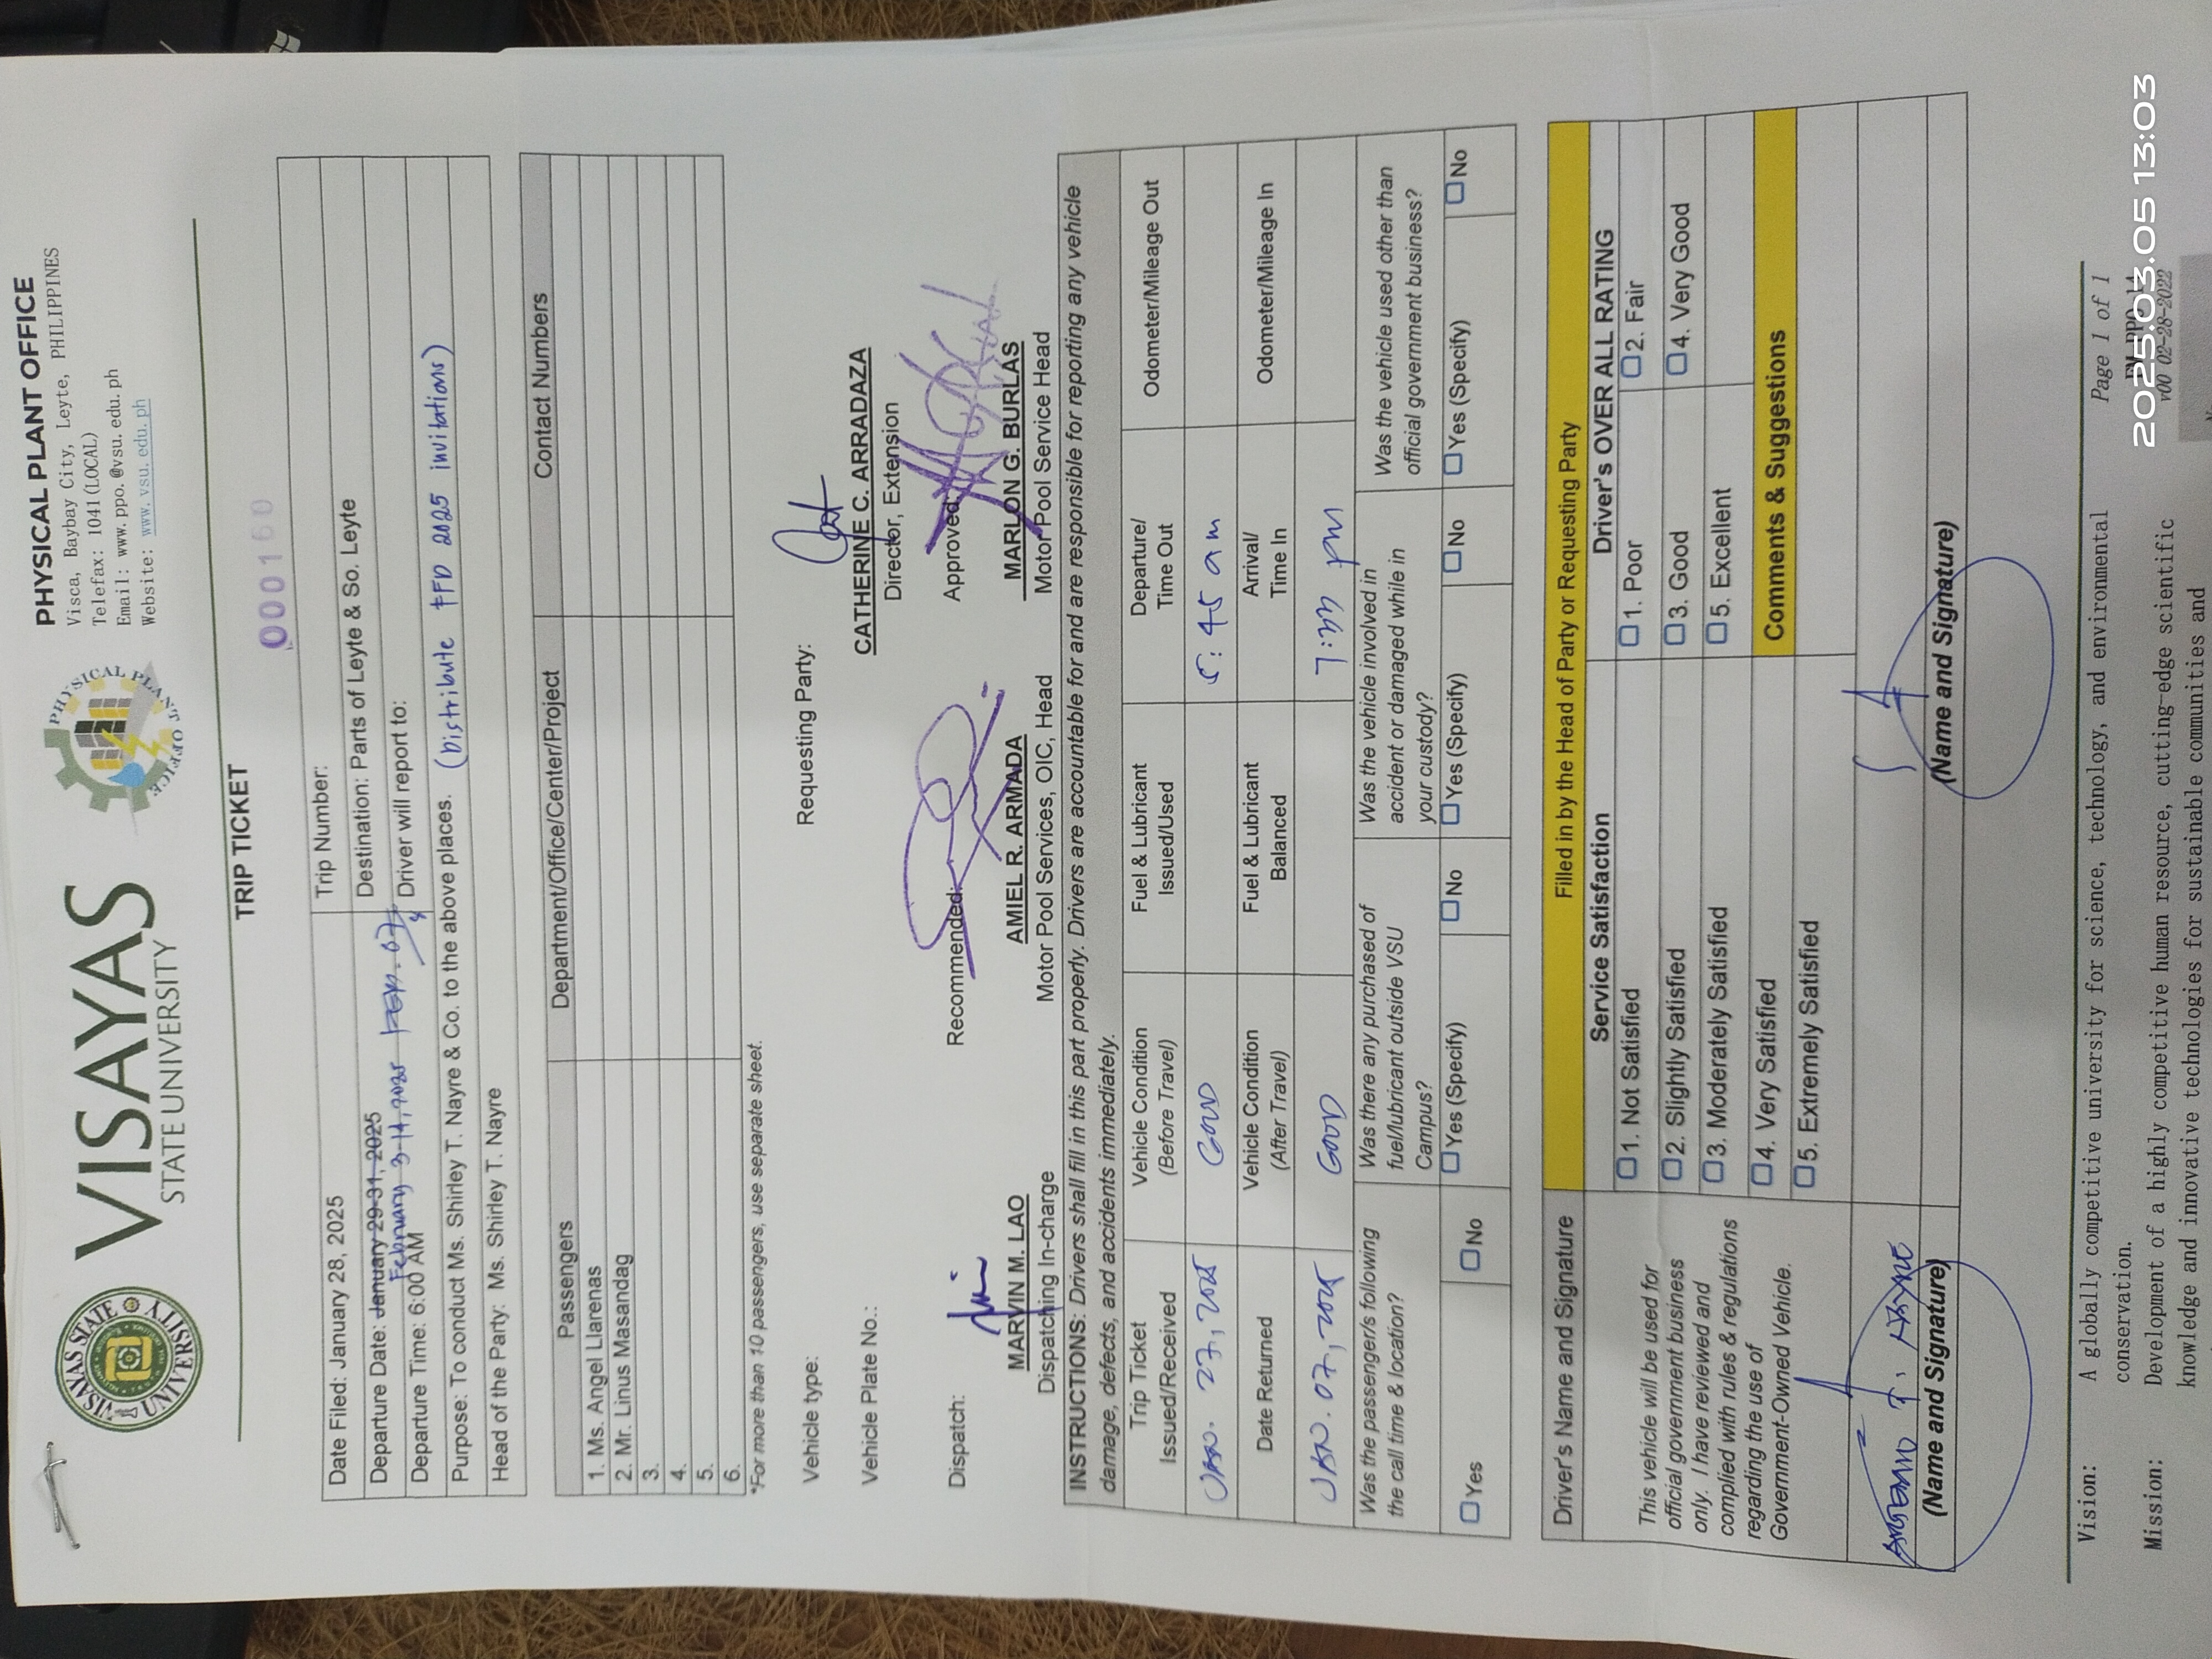 VISAYAS
STATE UNIVERSITY
VISAYAS STATE UNIVERSITY
PHYSICAL PLANT OFFICE
PHYSICAL PLANT OFFICE
Visca, Baybay City, Leyte, PHILIPPINES
Telefax: 1041(LOCAL)
Email: www.ppo.@vsu.edu.ph
Website: www.vsu.edu.ph
TRIP TICKET
000160
Date Filed: January 28, 2025
Trip Number:
Departure Date: January 29-31, 2025
February 3-14, 2025
Destination: Parts of Leyte & So. Leyte
Departure Time: 6:00 AM
Driver will report to:
Purpose: To conduct Ms. Shirley T. Nayre & Co. to the above places. (Distribute FFD 2025 invitations)
Head of the Party: Ms. Shirley T. Nayre
Passengers
Department/Office/Center/Project
Contact Numbers
1. Ms. Angel Llrenas
2. Mr. Linus Masandag
3.
4.
5.
6.
*For more than 10 passengers, use separate sheet.
Vehicle type:
Requesting Party:
Vehicle Plate No.:
CATHERINE C. ARRADAZA
Director, Extension
Dispatch:
Recommended:
Approved:
MARVIN M. LAO
AMIEL R. ARMADA
MARLON G. BURLAS
Dispatching In-charge
Motor Pool Services, OIC, Head
Motor Pool Service Head
INSTRUCTIONS: Drivers shall fill in this part properly. Drivers are accountable for and are responsible for reporting any vehicle
damage, defects, and accidents immediately.
Trip Ticket Issued/Received
Vehicle Condition (Before Travel)
Fuel & Lubricant Issued/Used
Departure/ Time Out
Odometer/Mileage Out
Jan. 27, 2025
GOOD
5:45 am
Date Returned
Vehicle Condition (After Travel)
Fuel & Lubricant Balanced
Arrival/ Time In
Odometer/Mileage In
Jan. 07, 2025
GOOD
pm
Was the passenger/s following the call time & location?
Was there any purchased of fuel/lubricant outside VSU Campus?
Was the vehicle involved in accident or damaged while in your custody?
Was the vehicle used other than official government business?
Yes
No
Yes (Specify)
No
Yes (Specify)
No
Yes (Specify)
No
Driver's Name and Signature
Filled in by the Head of Party or Requesting Party
Service Satisfaction
Driver's OVER ALL RATING
This vehicle will be used for
official government business
only. I have reviewed and
complied with rules & regulations
regarding the use of
Government-Owned Vehicle.
1. Not Satisfied
2. Slightly Satisfied
3. Moderately Satisfied
4. Very Satisfied
5. Extremely Satisfied
1. Poor
2. Fair
3. Good
4. Very Good
5. Excellent
Comments & Suggestions
(Name and Signature)
(Name and Signature)
Vision: A globally competitive university for science, technology, and environmental
conservation.
Mission: Development of a highly competitive human resource, cutting-edge scientific
knowledge and innovative technologies for sustainable communities and
Page 1 of 1
v00 02-28-2022
2025.03.05 13:03